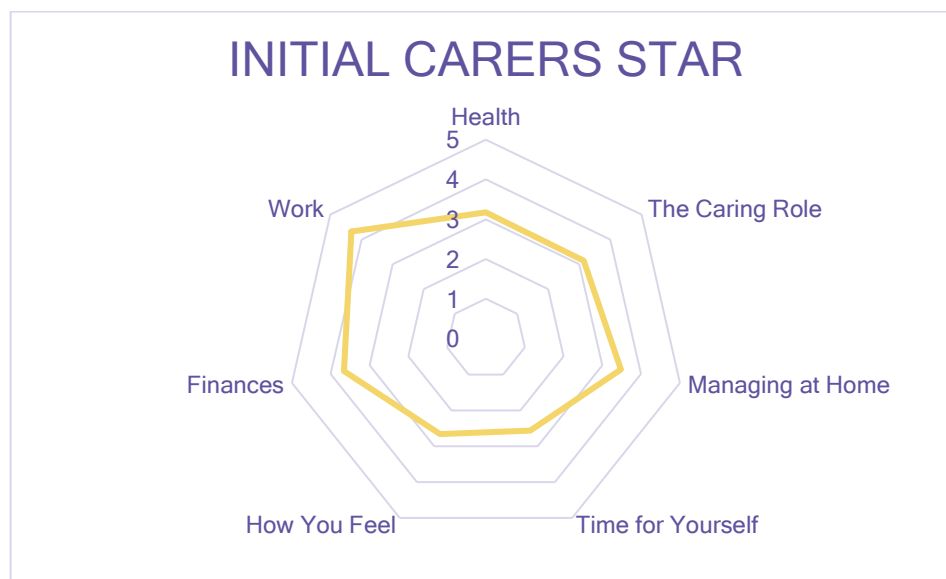 INITIAL CARERS STAR
Health
5
4
3
2
1
0
The Caring Role
Managing at Home
Time for Yourself
How You Feel
Finances
Work